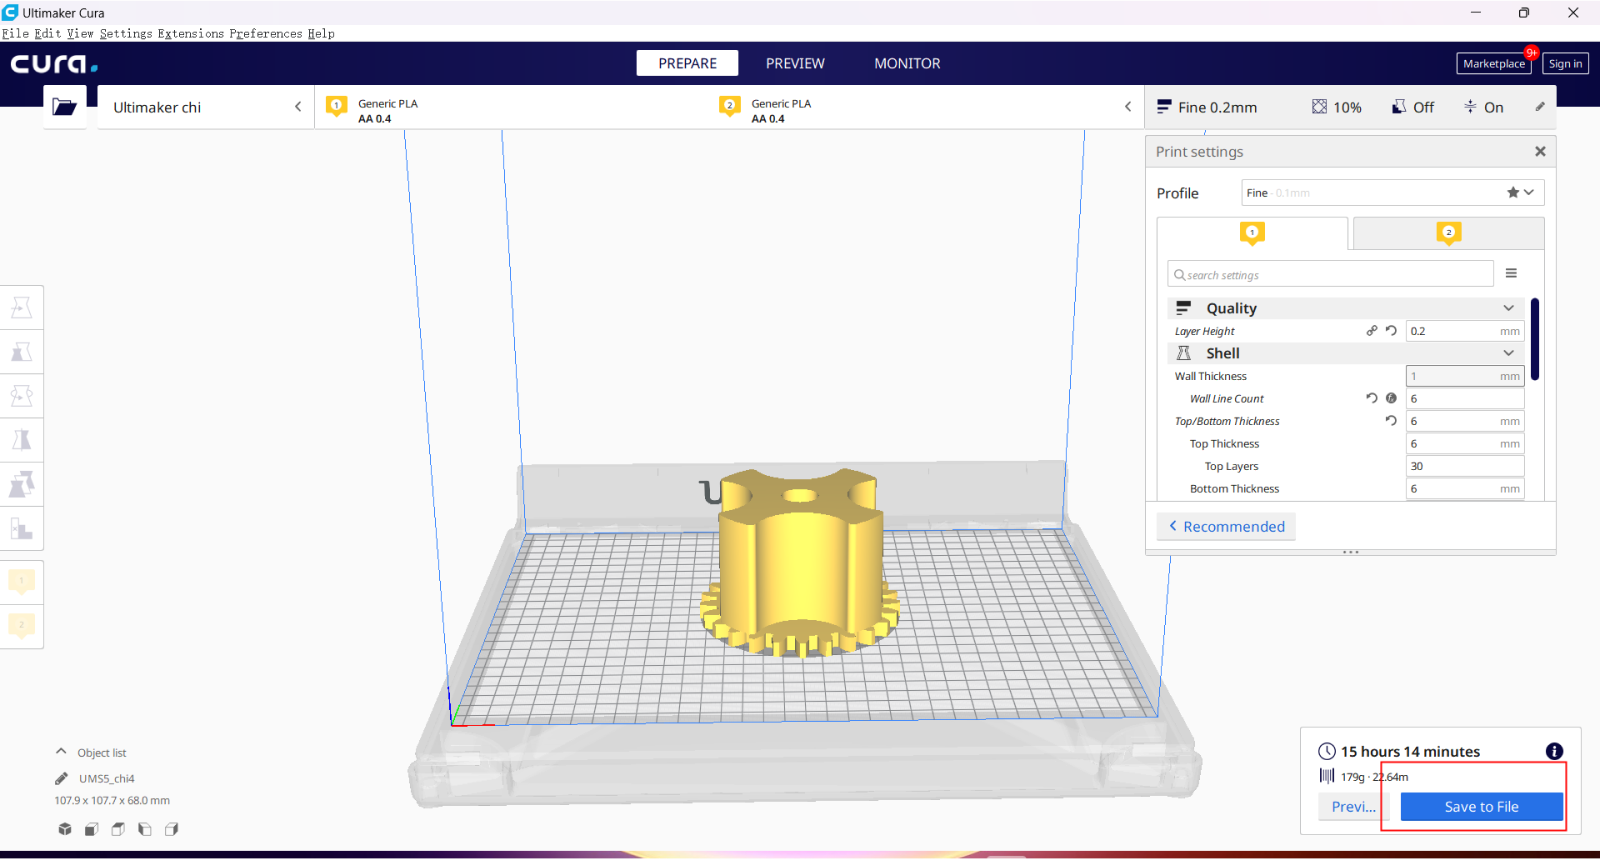 Ultimaker Cura
File Edit View Settings Extensions Preferences Help
cura.
PREPARE
PREVIEW
MONITOR
Marketplace
9+
Sign in
Ultimaker chi
1
Generic PLA
AA 0.4
2
Generic PLA
AA 0.4
Fine 0.2mm
10%
Off
On
Print settings
Profile
Fine - 0.1mm
1
2
search settings
Quality
Layer Height
0.2 mm
Shell
Wall Thickness
1 mm
Wall Line Count
6
Top/Bottom Thickness
6 mm
Top Thickness
6 mm
Top Layers
30
Bottom Thickness
6 mm
Recommended
U
1
2
Object list
UMS5_chi4
107.9 x 107.7 x 68.0 mm
15 hours 14 minutes
179g · 22.64m
Previ...
Save to File